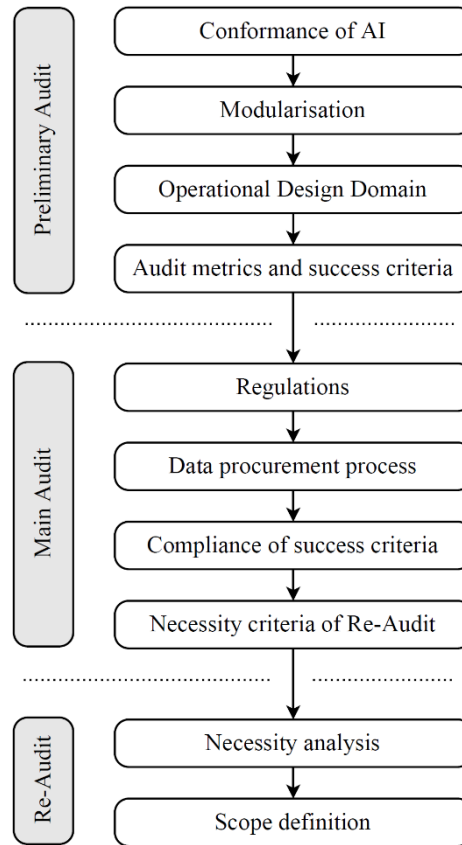 Preliminary Audit
Conformance of AI
Modularisation
Operational Design Domain
Audit metrics and success criteria
Main Audit
Regulations
Data procurement process
Compliance of success criteria
Necessity criteria of Re-Audit
Re-Audit
Necessity analysis
Scope definition